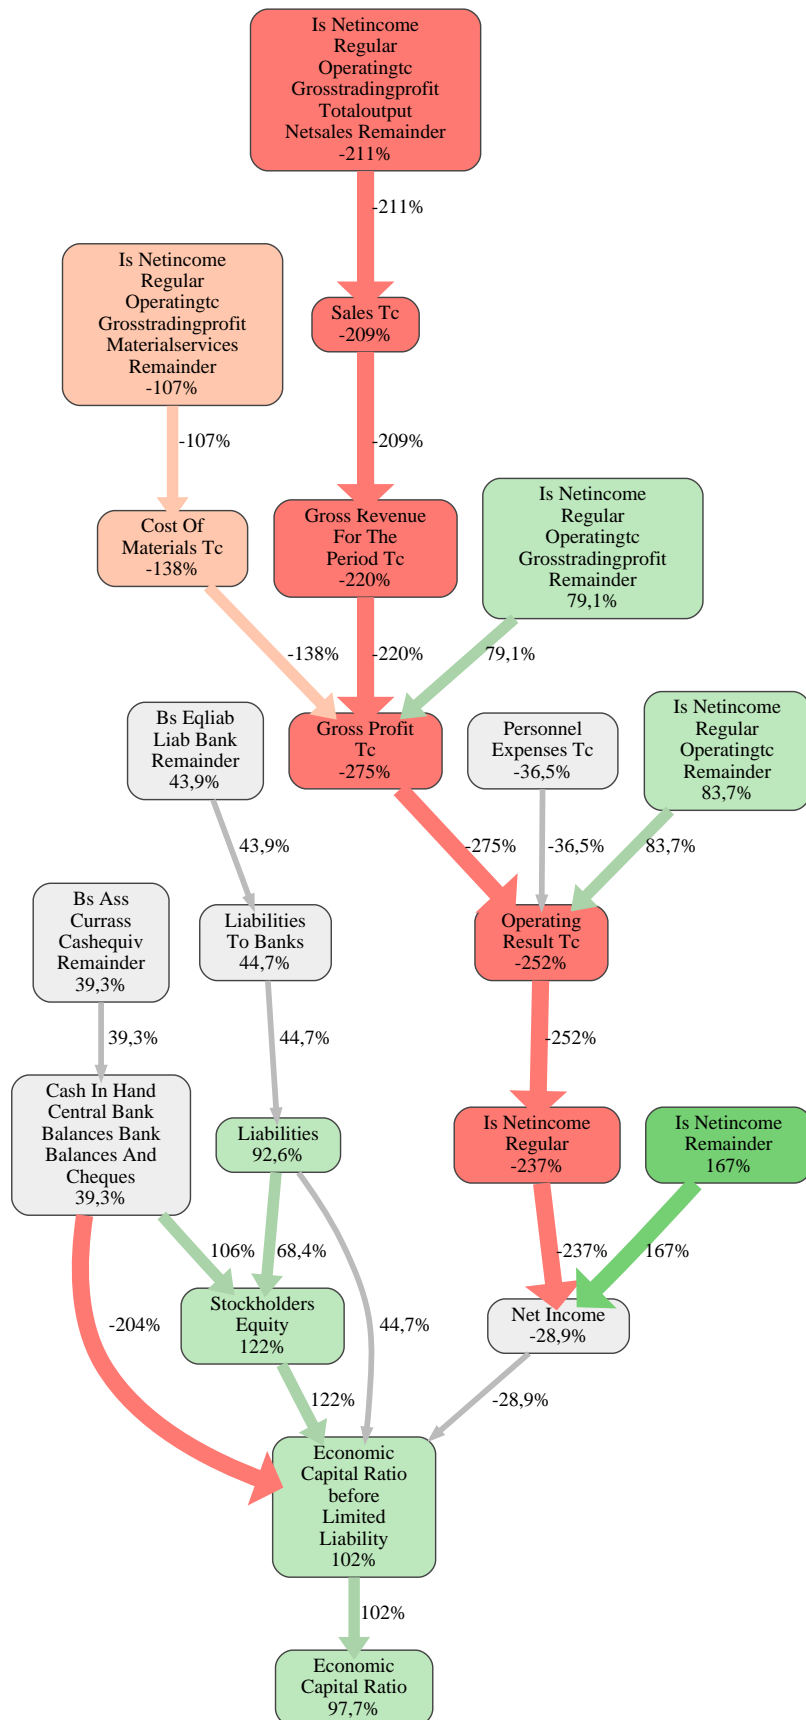 Is Netincome
Regular
Operatingtc
Grosstradingprofit
Totaloutput
Netsales Remainder
-211%
-211%
Is Netincome
Regular
Operatingtc
Grosstradingprofit
Materialservices
Remainder
-107%
Sales Tc
-209%
-107%
-209%
Cost Of
Materials Tc
-138%
Gross Revenue
For The
Period Tc
-220%
Is Netincome
Regular
Operatingtc
Grosstradingprofit
Remainder
79,1%
-138%
-220%
79,1%
Bs Eqliab
Liab Bank
Remainder
43,9%
Gross Profit
Tc
-275%
Personnel
Expenses Tc
-36,5%
Is Netincome
Regular
Operatingtc
Remainder
83,7%
43,9%
-275%
-36,5%
83,7%
Bs Ass
Currass
Cashequiv
Remainder
39,3%
Liabilities
To Banks
44,7%
Operating
Result Tc
-252%
39,3%
44,7%
-252%
Cash In Hand
Central Bank
Balances Bank
Balances And
Cheques
39,3%
Liabilities
92,6%
Is Netincome
Regular
-237%
Is Netincome
Remainder
167%
106%
68,4%
-237%
167%
-204%
Stockholders
Equity
122%
44,7%
Net Income
-28,9%
122%
-28,9%
Economic
Capital Ratio
before
Limited
Liability
102%
102%
Economic
Capital Ratio
97,7%